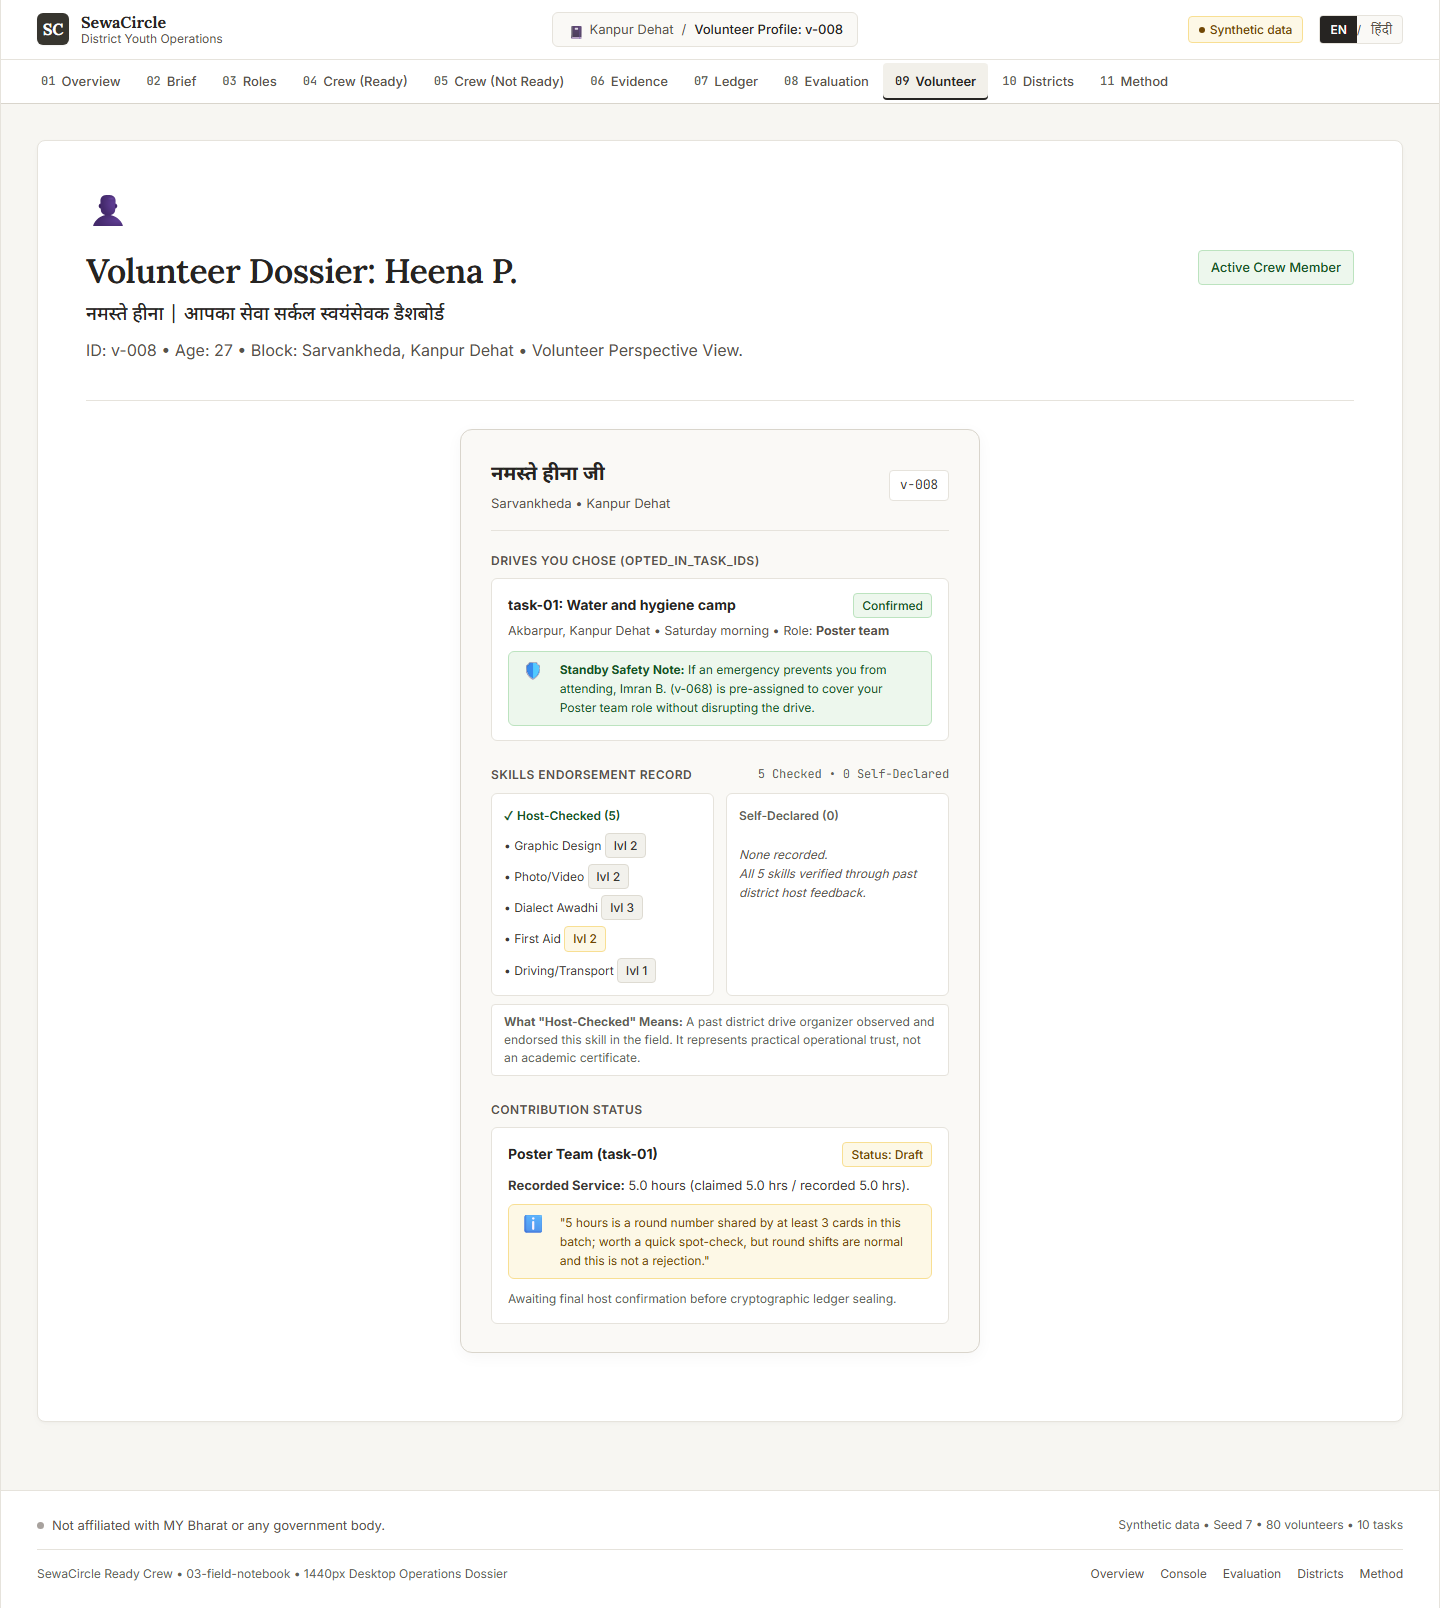 SC
SewaCircle
District Youth Operations
Kanpur Dehat / Volunteer Profile: v-008
Synthetic data
EN / हिंदी
01 Overview
02 Brief
03 Roles
04 Crew (Ready)
05 Crew (Not Ready)
06 Evidence
07 Ledger
08 Evaluation
09 Volunteer
10 Districts
11 Method
Volunteer Dossier: Heena P.
Active Crew Member
नमस्ते हीना | आपका सेवा सर्कल स्वयंसेवक डैशबोर्ड
ID: v-008 • Age: 27 • Block: Sarvankheda, Kanpur Dehat • Volunteer Perspective View.
नमस्ते हीना जी
v-008
Sarvankheda • Kanpur Dehat
DRIVES YOU CHOSE (OPTED_IN_TASK_IDS)
task-01: Water and hygiene camp
Confirmed
Akbarpur, Kanpur Dehat • Saturday morning • Role: Poster team
Standby Safety Note: If an emergency prevents you from
attending, Imran B. (v-068) is pre-assigned to cover your
Poster team role without disrupting the drive.
SKILLS ENDORSEMENT RECORD
5 Checked • 0 Self-Declared
✓ Host-Checked (5)
• Graphic Design lvl 2
• Photo/Video lvl 2
• Dialect Awadhi lvl 3
• First Aid lvl 2
• Driving/Transport lvl 1
Self-Declared (0)
None recorded.
All 5 skills verified through past
district host feedback.
What "Host-Checked" Means: A past district drive organizer observed and
endorsed this skill in the field. It represents practical operational trust, not
an academic certificate.
CONTRIBUTION STATUS
Poster Team (task-01)
Status: Draft
Recorded Service: 5.0 hours (claimed 5.0 hrs / recorded 5.0 hrs).
"5 hours is a round number shared by at least 3 cards in this
batch; worth a quick spot-check, but round shifts are normal
and this is not a rejection."
Awaiting final host confirmation before cryptographic ledger sealing.
Not affiliated with MY Bharat or any government body.
Synthetic data • Seed 7 • 80 volunteers • 10 tasks
SewaCircle Ready Crew • 03-field-notebook • 1440px Desktop Operations Dossier
Overview Console Evaluation Districts Method